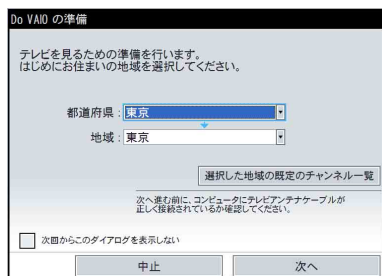 Do VAIO の準備
テレビを見るための準備を行います。
はじめにお住まいの地域を選択してください。
都道府県 : 東京
地域 : 東京
選択した地域の既定のチャンネル一覧
次へ進む前に、コンピュータにテレビアンテナケーブルが
正しく接続されているか確認してください。
次回からこのダイアログを表示しない
中止
次へ